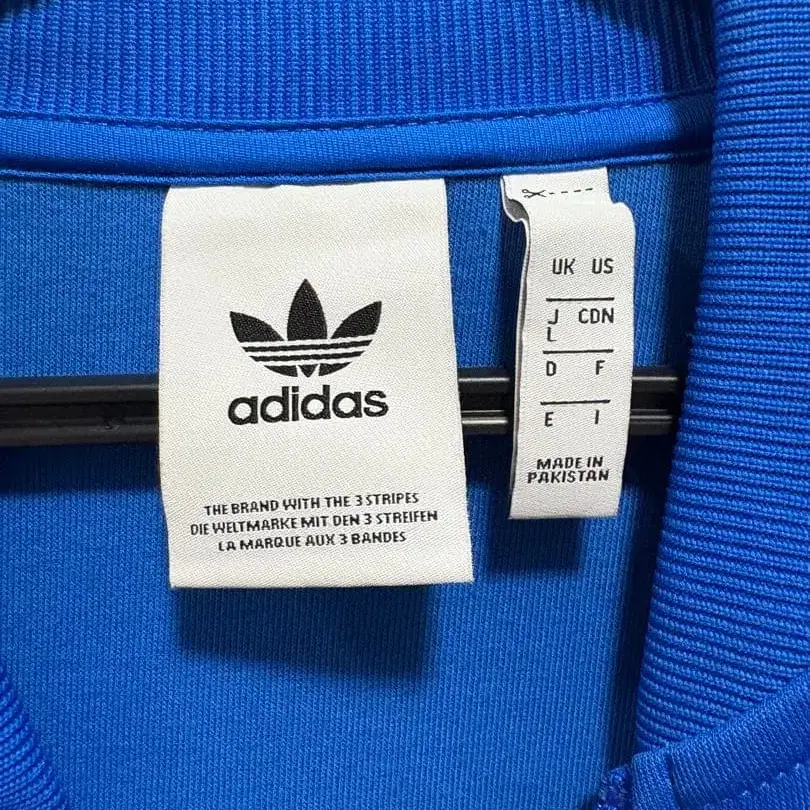 adidas
THE BRAND WITH THE 3 STRIPES
DIE WELTMARKE MIT DEN 3 STREIFEN
LA MARQUE AUX 3 BANDES
UK US
J CDN
L
D F
E I
MADE IN
PAKISTAN